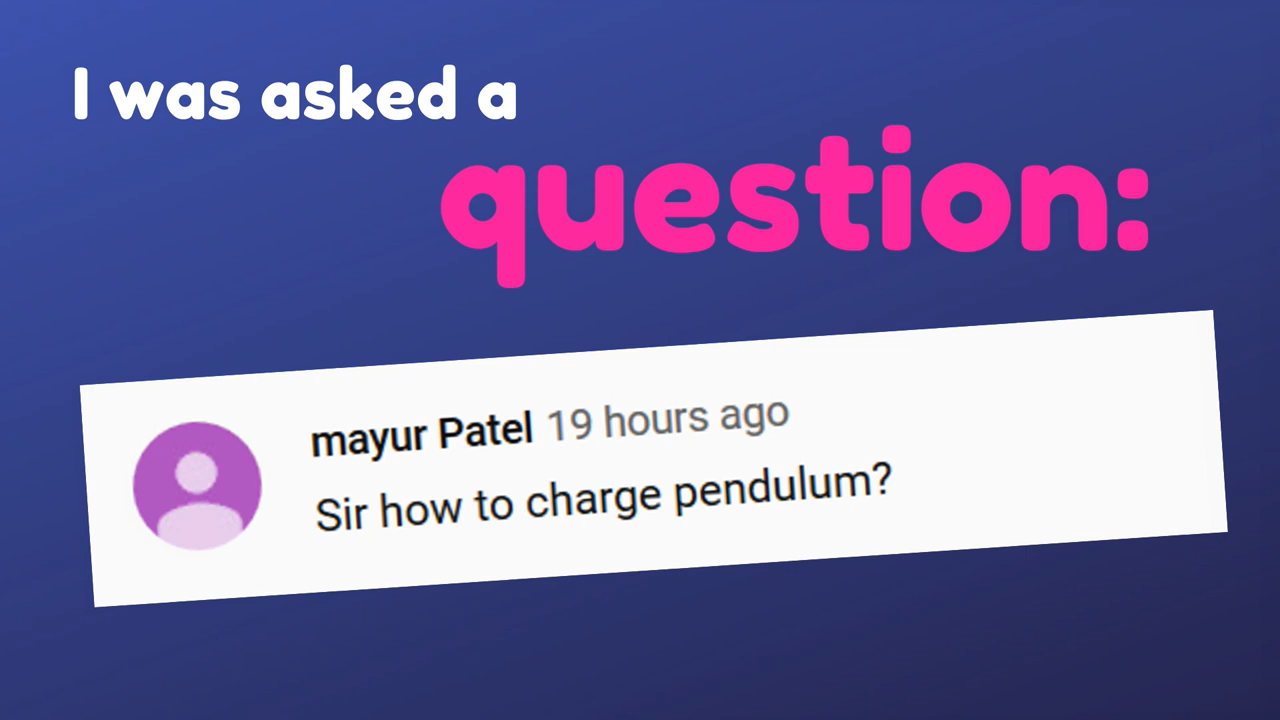 I was asked a
question:
mayur Patel 19 hours ago
Sir how to charge pendulum?